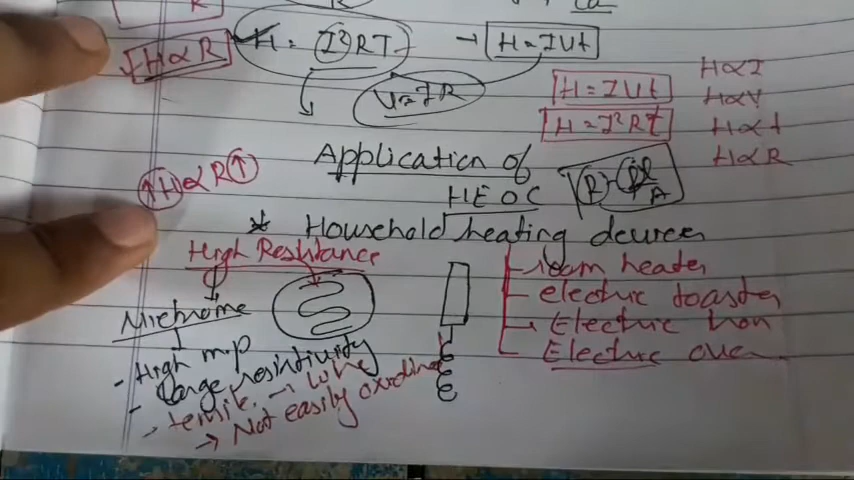 R
H ∝ R
H = I²RT → H = IVt
V = IR
H = IVt
H = I²Rt
H ∝ I
H ∝ V
H ∝ t
H ∝ R
↑H ∝ R↑
Application of
HEOC
R = ρl/A
* Household heating devices
High Resistance
Nichrome
- High m.p
- Large resistivity
→ tensile → wire
→ Not easily oxidi
room heater
electric toaster
Electric Iron
Electric oven